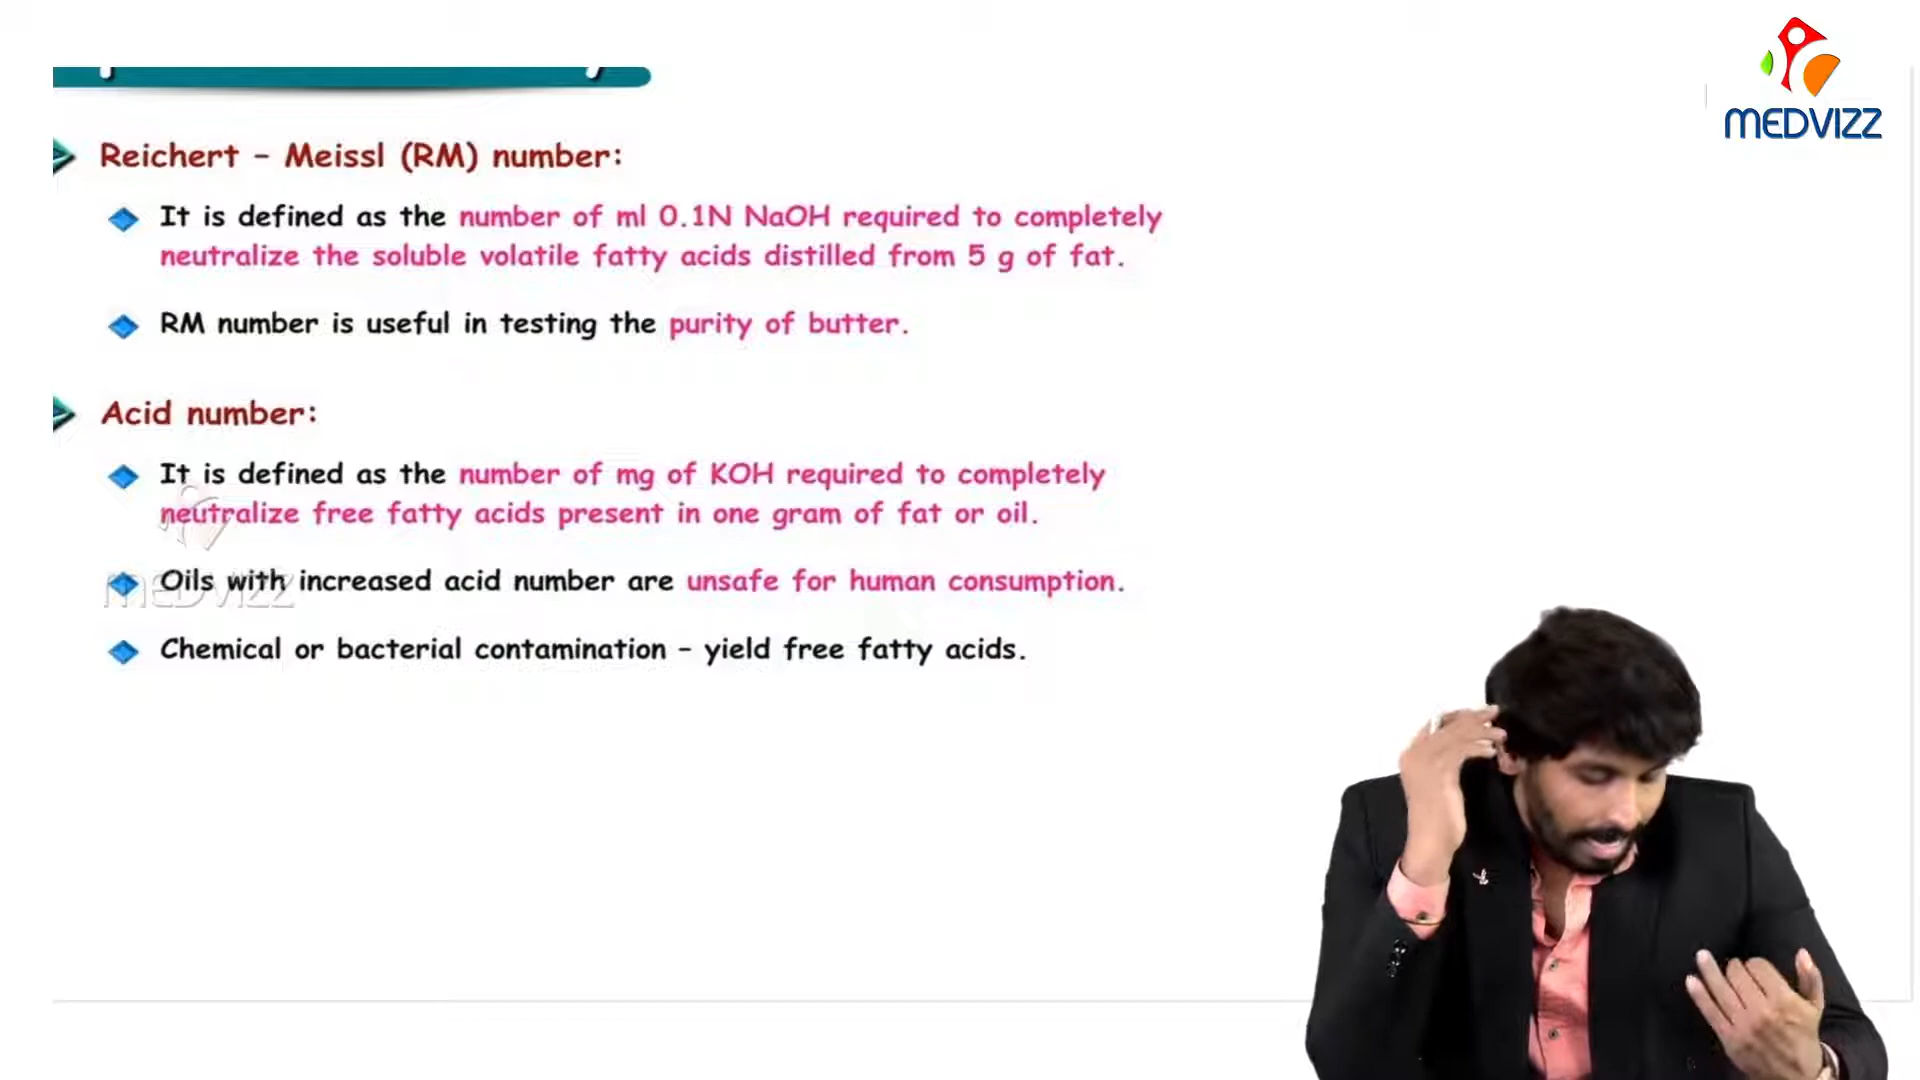 MEDVIZZ
Reichert – Meissl (RM) number:
It is defined as the number of ml 0.1N NaOH required to completely
neutralize the soluble volatile fatty acids distilled from 5 g of fat.
RM number is useful in testing the purity of butter.
Acid number:
It is defined as the number of mg of KOH required to completely
neutralize free fatty acids present in one gram of fat or oil.
Oils with increased acid number are unsafe for human consumption.
MEDVIZZ
Chemical or bacterial contamination – yield free fatty acids.